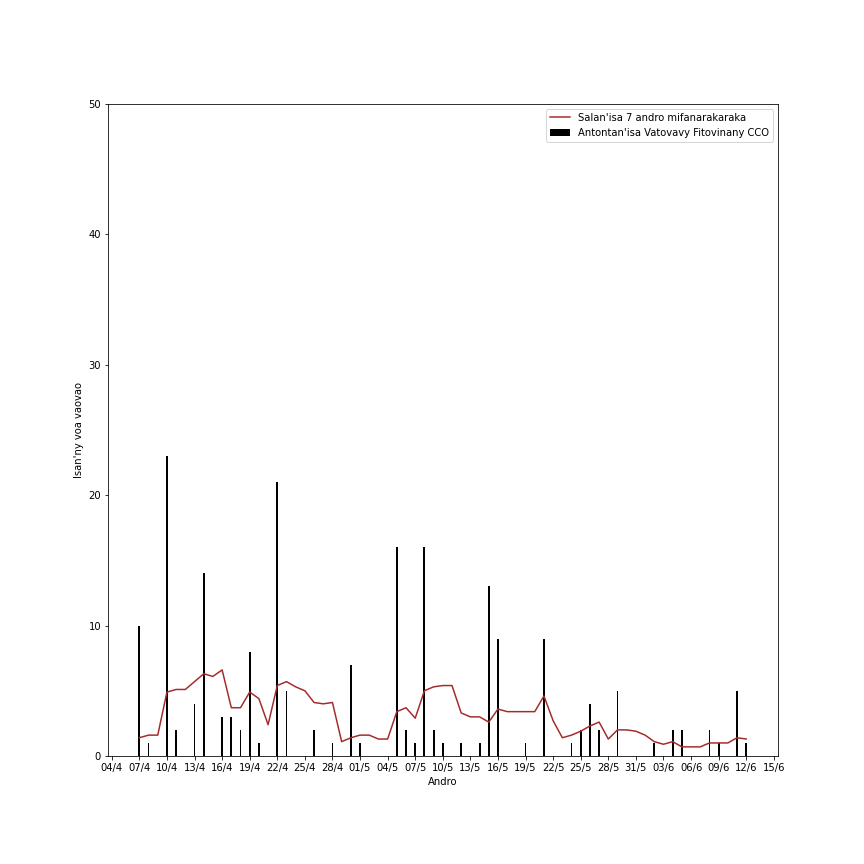 50
Salan'isa 7 andro mifanarakaraka
Antontan'isa Vatovavy Fitovinany CCO
40
30
Isan'ny voa vaovao
20
10
0
04/4 07/4 10/4 13/4 16/4 19/4 22/4 25/4 28/4 01/5 04/5 07/5 10/5 13/5 16/5 19/5 22/5 25/5 28/5 31/5 03/6 06/6 09/6 12/6 15/6
Andro